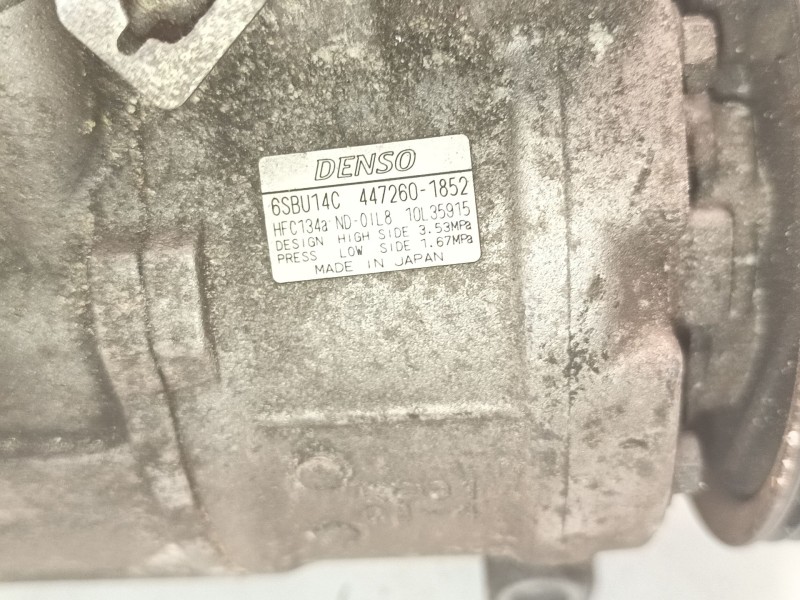 DENSO
6SBU14C 447260-1852
HFC134a ND-OIL8 10L35915
DESIGN HIGH SIDE 3.53MPa
PRESS LOW SIDE 1.67MPa
MADE IN JAPAN